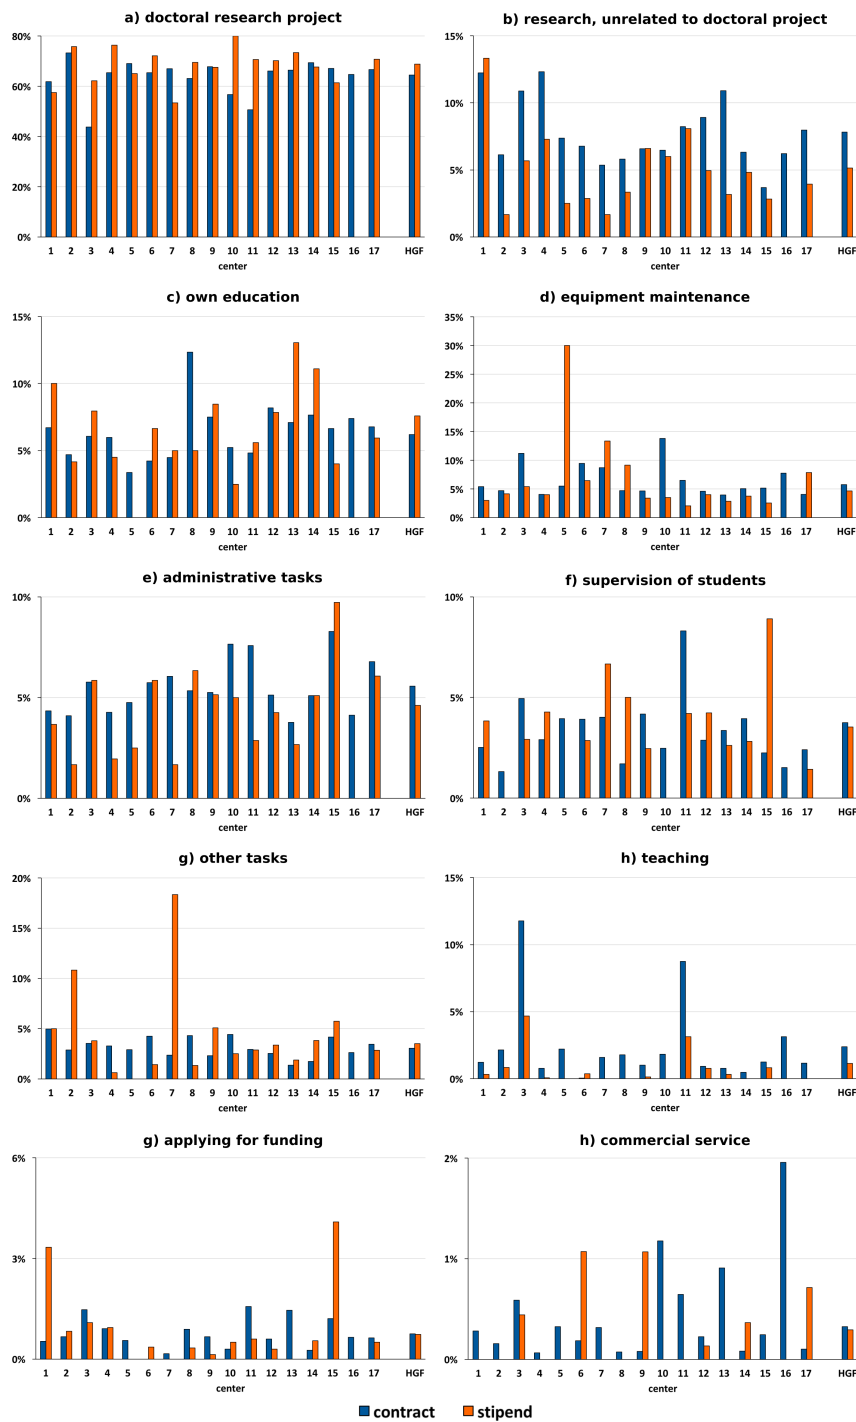 a) doctoral research project
80%
60%
40%
20%
0%
1 2 3 4 5 6 7 8 9 10 11 12 13 14 15 16 17 HGF
center
b) research, unrelated to doctoral project
15%
10%
5%
0%
1 2 3 4 5 6 7 8 9 10 11 12 13 14 15 16 17 HGF
center
c) own education
15%
10%
5%
0%
1 2 3 4 5 6 7 8 9 10 11 12 13 14 15 16 17 HGF
center
d) equipment maintenance
35%
30%
25%
20%
15%
10%
5%
0%
1 2 3 4 5 6 7 8 9 10 11 12 13 14 15 16 17 HGF
center
e) administrative tasks
10%
5%
0%
1 2 3 4 5 6 7 8 9 10 11 12 13 14 15 16 17 HGF
center
f) supervision of students
10%
5%
0%
1 2 3 4 5 6 7 8 9 10 11 12 13 14 15 16 17 HGF
center
g) other tasks
20%
15%
10%
5%
0%
1 2 3 4 5 6 7 8 9 10 11 12 13 14 15 16 17 HGF
center
h) teaching
15%
10%
5%
0%
1 2 3 4 5 6 7 8 9 10 11 12 13 14 15 16 17 HGF
center
g) applying for funding
6%
3%
0%
1 2 3 4 5 6 7 8 9 10 11 12 13 14 15 16 17 HGF
center
h) commercial service
2%
1%
0%
1 2 3 4 5 6 7 8 9 10 11 12 13 14 15 16 17 HGF
center
contract stipend